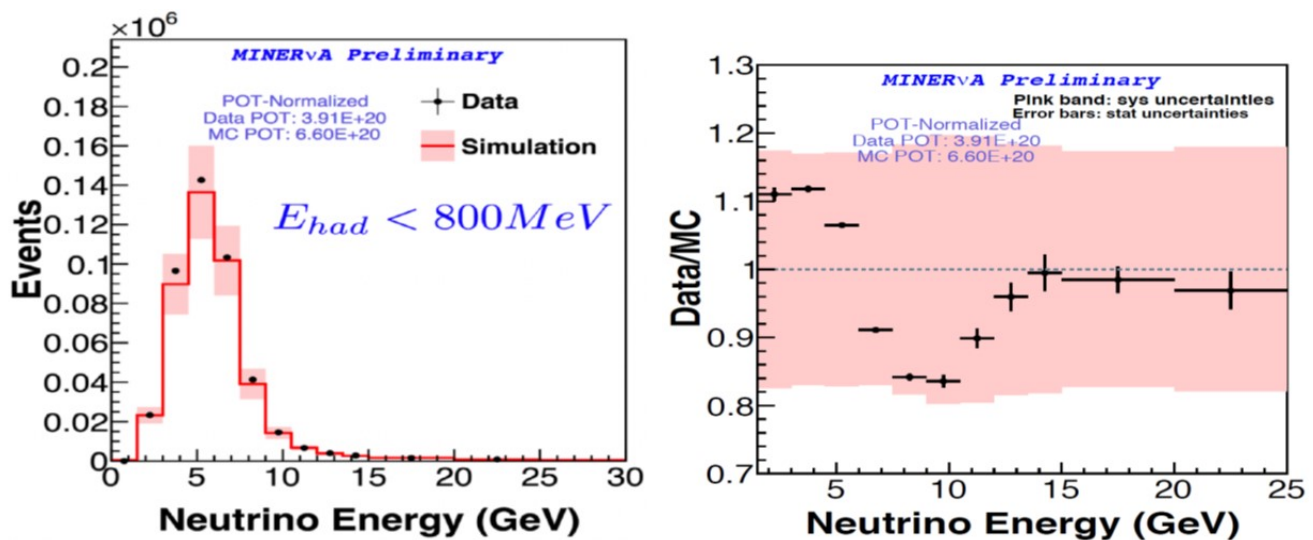 ×10⁶
MINERνA Preliminary
POT-Normalized
Data POT: 3.91E+20
MC POT: 6.60E+20
Data
Simulation
E_had < 800MeV
Events
0.2
0.18
0.16
0.14
0.12
0.1
0.08
0.06
0.04
0.02
0
0 5 10 15 20 25 30
Neutrino Energy (GeV)
MINERνA Preliminary
Pink band: sys uncertainties
Error bars: stat uncertainties
POT-Normalized
Data POT: 3.91E+20
MC POT: 6.60E+20
Data/MC
1.3
1.2
1.1
1
0.9
0.8
0.7
5 10 15 20 25
Neutrino Energy (GeV)